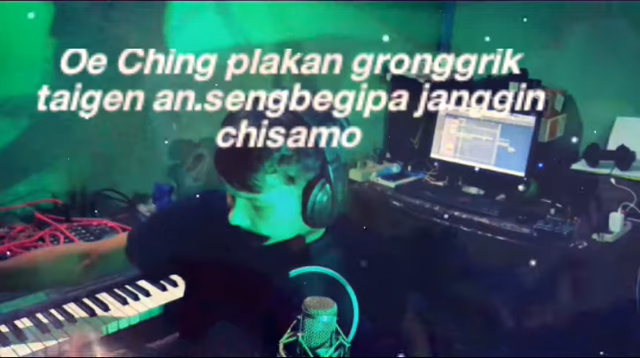 Oe Ching plakan gronggrik
taigen an.sengbegipa janggin
chisamo